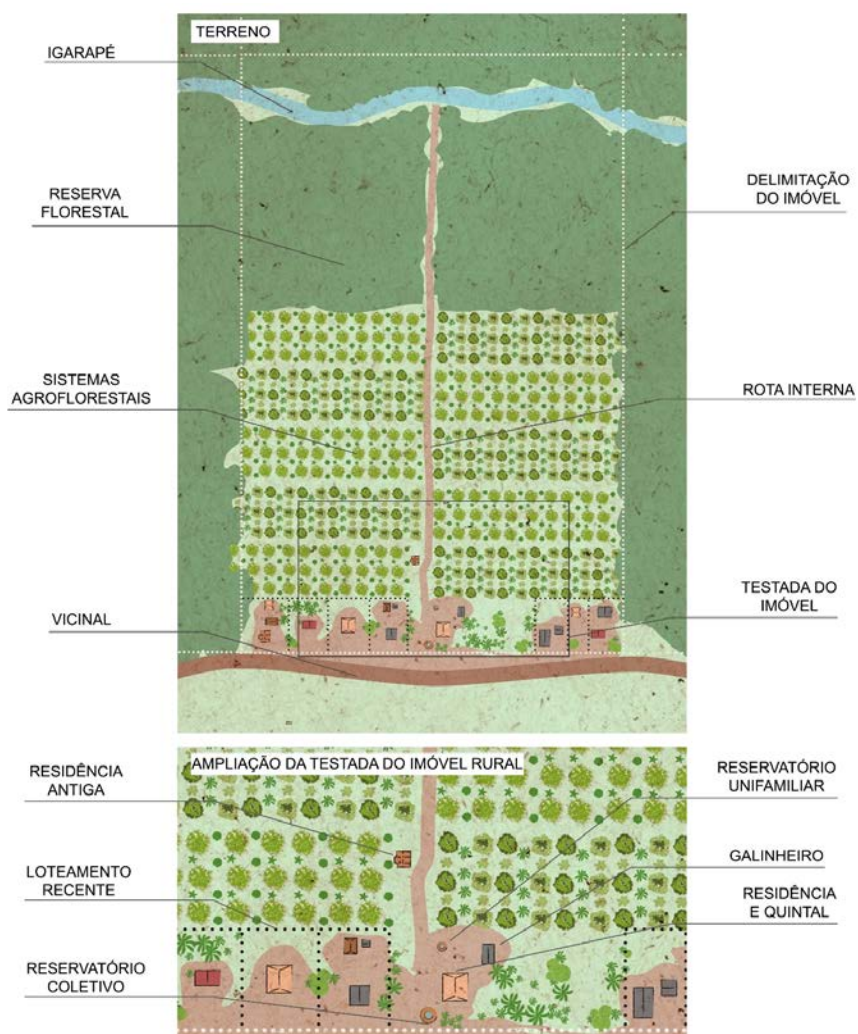 TERRENO
IGARAPÉ
RESERVA
FLORESTAL
DELIMITAÇÃO
DO IMÓVEL
SISTEMAS
AGROFLORESTAIS
ROTA INTERNA
TESTADA DO
IMÓVEL
VICINAL
AMPLIAÇÃO DA TESTADA DO IMÓVEL RURAL
RESIDÊNCIA
ANTIGA
RESERVATÓRIO
UNIFAMILIAR
LOTEAMENTO
RECENTE
GALINHEIRO
RESIDÊNCIA
E QUINTAL
RESERVATÓRIO
COLETIVO